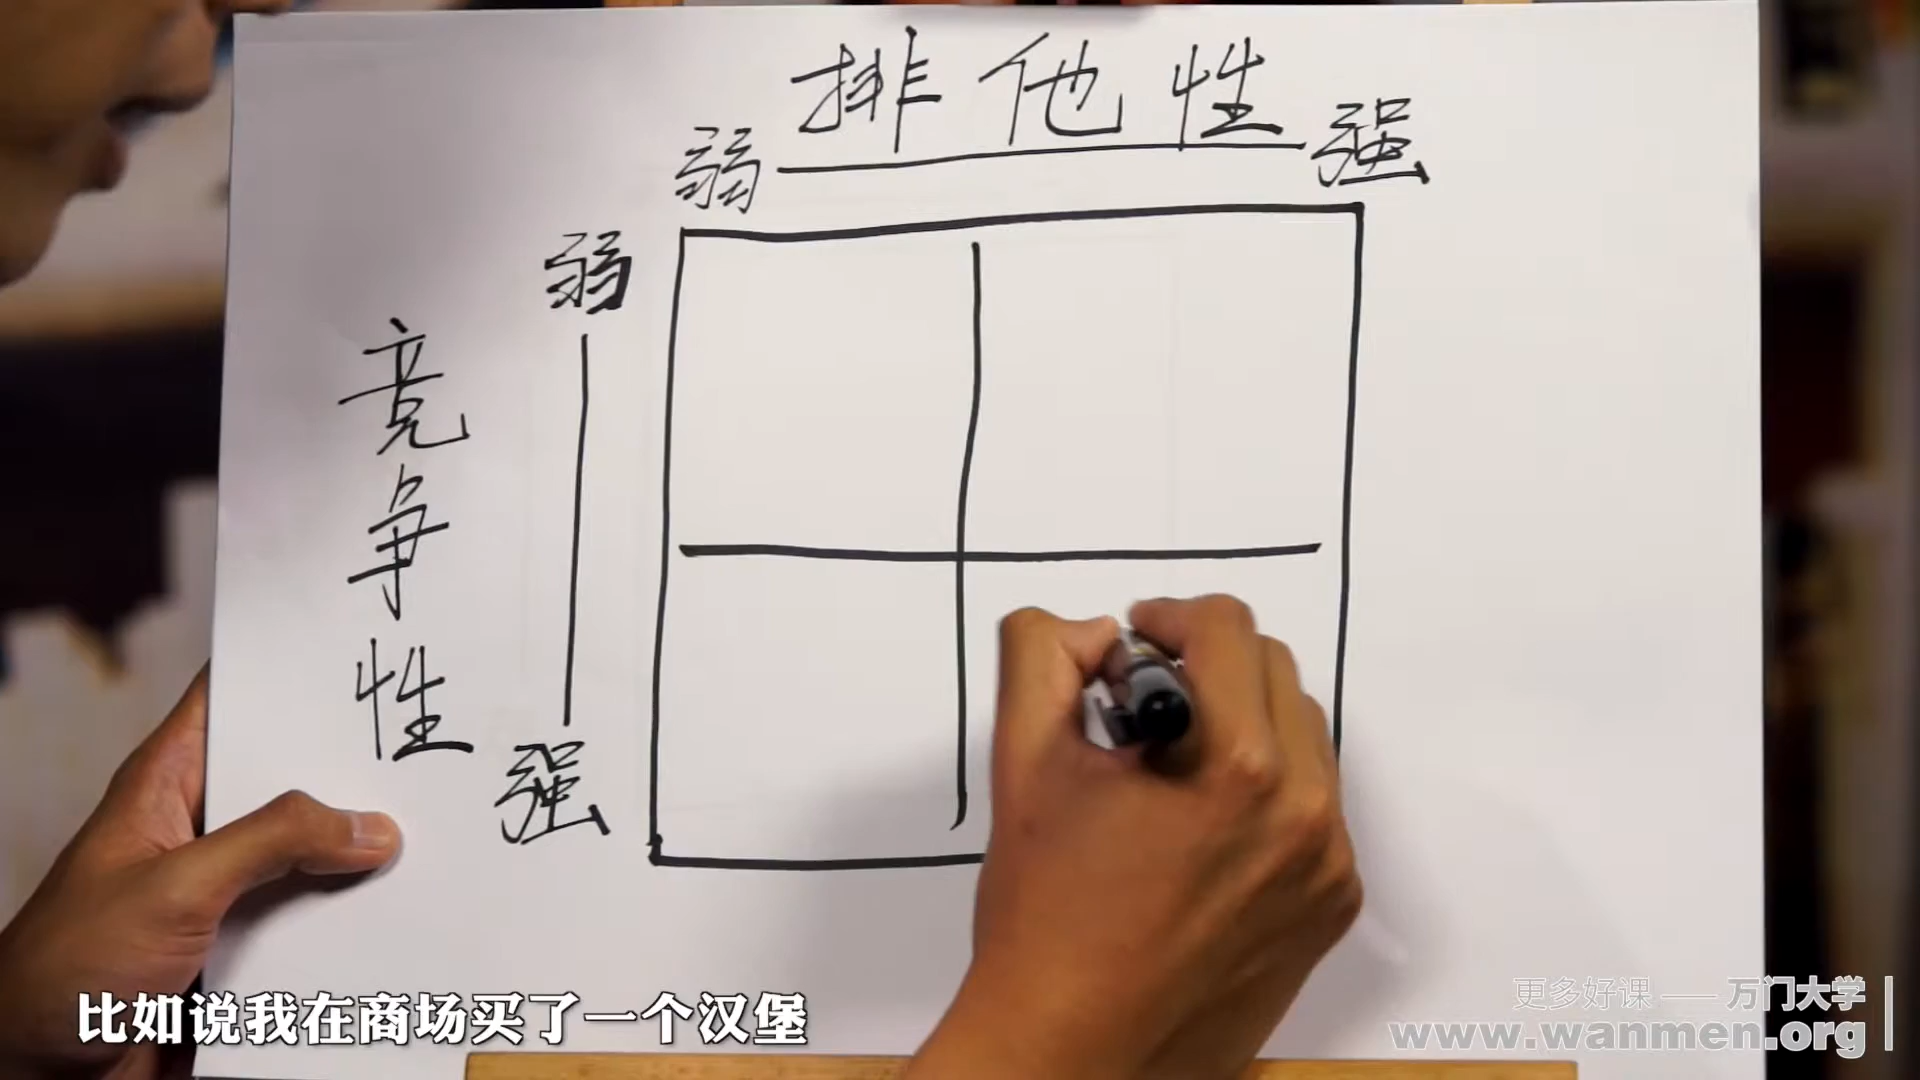 排他性
弱 强
弱
竞争性
强
比如说我在商场买了一个汉堡
更多好课 —— 万门大学
www.wanmen.org